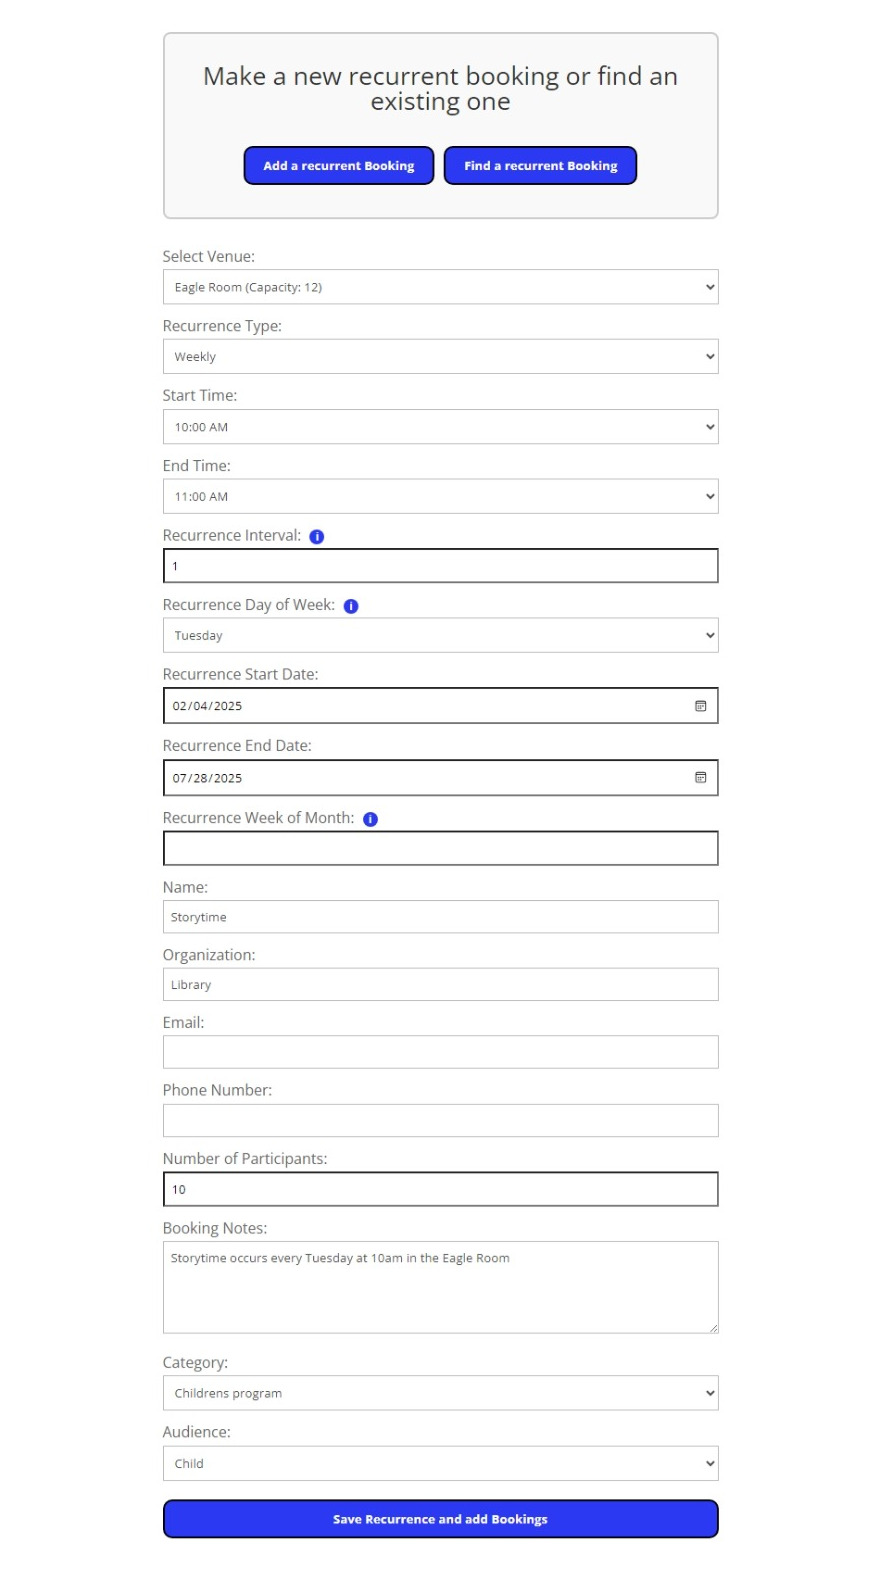 Make a new recurrent booking or find an
existing one
Add a recurrent Booking
Find a recurrent Booking
Select Venue:
Eagle Room (Capacity: 12)
Recurrence Type:
Weekly
Start Time:
10:00 AM
End Time:
11:00 AM
Recurrence Interval: i
1
Recurrence Day of Week: i
Tuesday
Recurrence Start Date:
02/04/2025
Recurrence End Date:
07/28/2025
Recurrence Week of Month: i
Name:
Storytime
Organization:
Library
Email:
Phone Number:
Number of Participants:
10
Booking Notes:
Storytime occurs every Tuesday at 10am in the Eagle Room
Category:
Childrens program
Audience:
Child
Save Recurrence and add Bookings